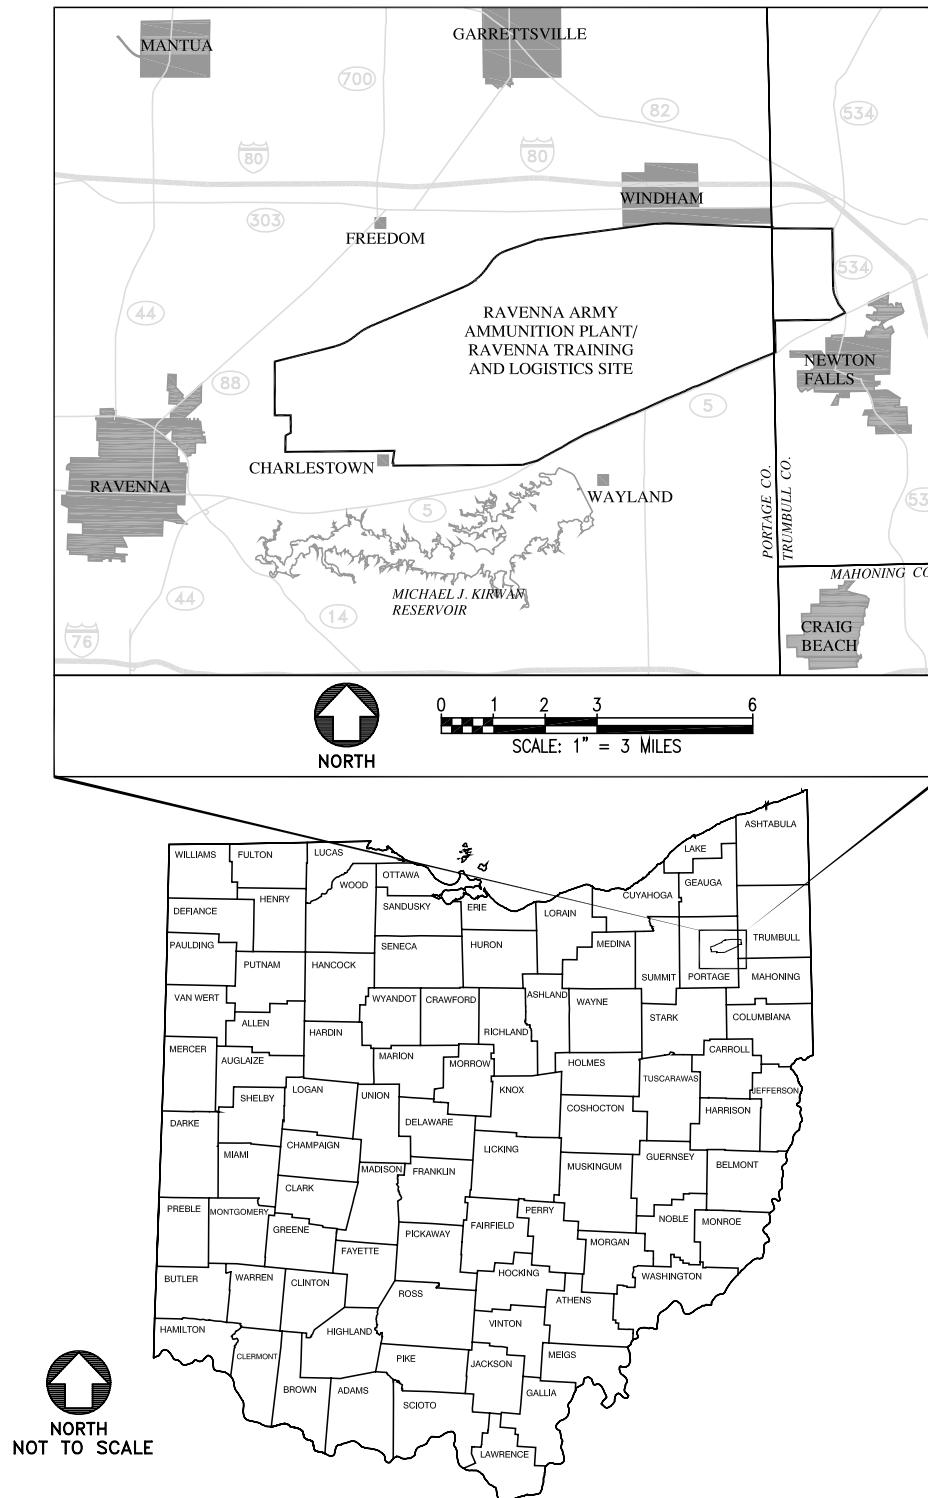 MANTUA
GARRETTSVILLE
700
82
534
80
80
WINDHAM
303
FREEDOM
534
44
RAVENNA ARMY
AMMUNITION PLANT/
RAVENNA TRAINING
AND LOGISTICS SITE
NEWTON
FALLS
88
5
CHARLESTOWN
RAVENNA
WAYLAND
5
PORTAGE CO.
TRUMBULL CO.
53
MAHONING CO
MICHAEL J. KIRWAN
RESERVOIR
44
14
76
CRAIG
BEACH
NORTH
0 1 2 3 6
SCALE: 1" = 3 MILES
ASHTABULA
LAKE
WILLIAMS
FULTON
LUCAS
OTTAWA
WOOD
GEAUGA
CUYAHOGA
HENRY
SANDUSKY
ERIE
DEFIANCE
LORAIN
TRUMBULL
PAULDING
SENECA
HURON
MEDINA
PUTNAM
HANCOCK
SUMMIT
PORTAGE
MAHONING
VAN WERT
WYANDOT
CRAWFORD
ASHLAND
WAYNE
ALLEN
STARK
COLUMBIANA
HARDIN
RICHLAND
MERCER
AUGLAIZE
MARION
MORROW
HOLMES
CARROLL
TUSCARAWAS
JEFFERSON
LOGAN
UNION
KNOX
SHELBY
COSHOCTON
HARRISON
DARKE
DELAWARE
CHAMPAIGN
LICKING
MIAMI
MADISON
FRANKLIN
MUSKINGUM
GUERNSEY
BELMONT
CLARK
PREBLE
MONTGOMERY
PERRY
NOBLE
MONROE
GREENE
PICKAWAY
FAIRFIELD
FAYETTE
MORGAN
BUTLER
WARREN
CLINTON
HOCKING
WASHINGTON
ROSS
ATHENS
HAMILTON
HIGHLAND
VINTON
CLERMONT
PIKE
JACKSON
MEIGS
BROWN
ADAMS
GALLIA
SCIOTO
LAWRENCE
NORTH
NOT TO SCALE